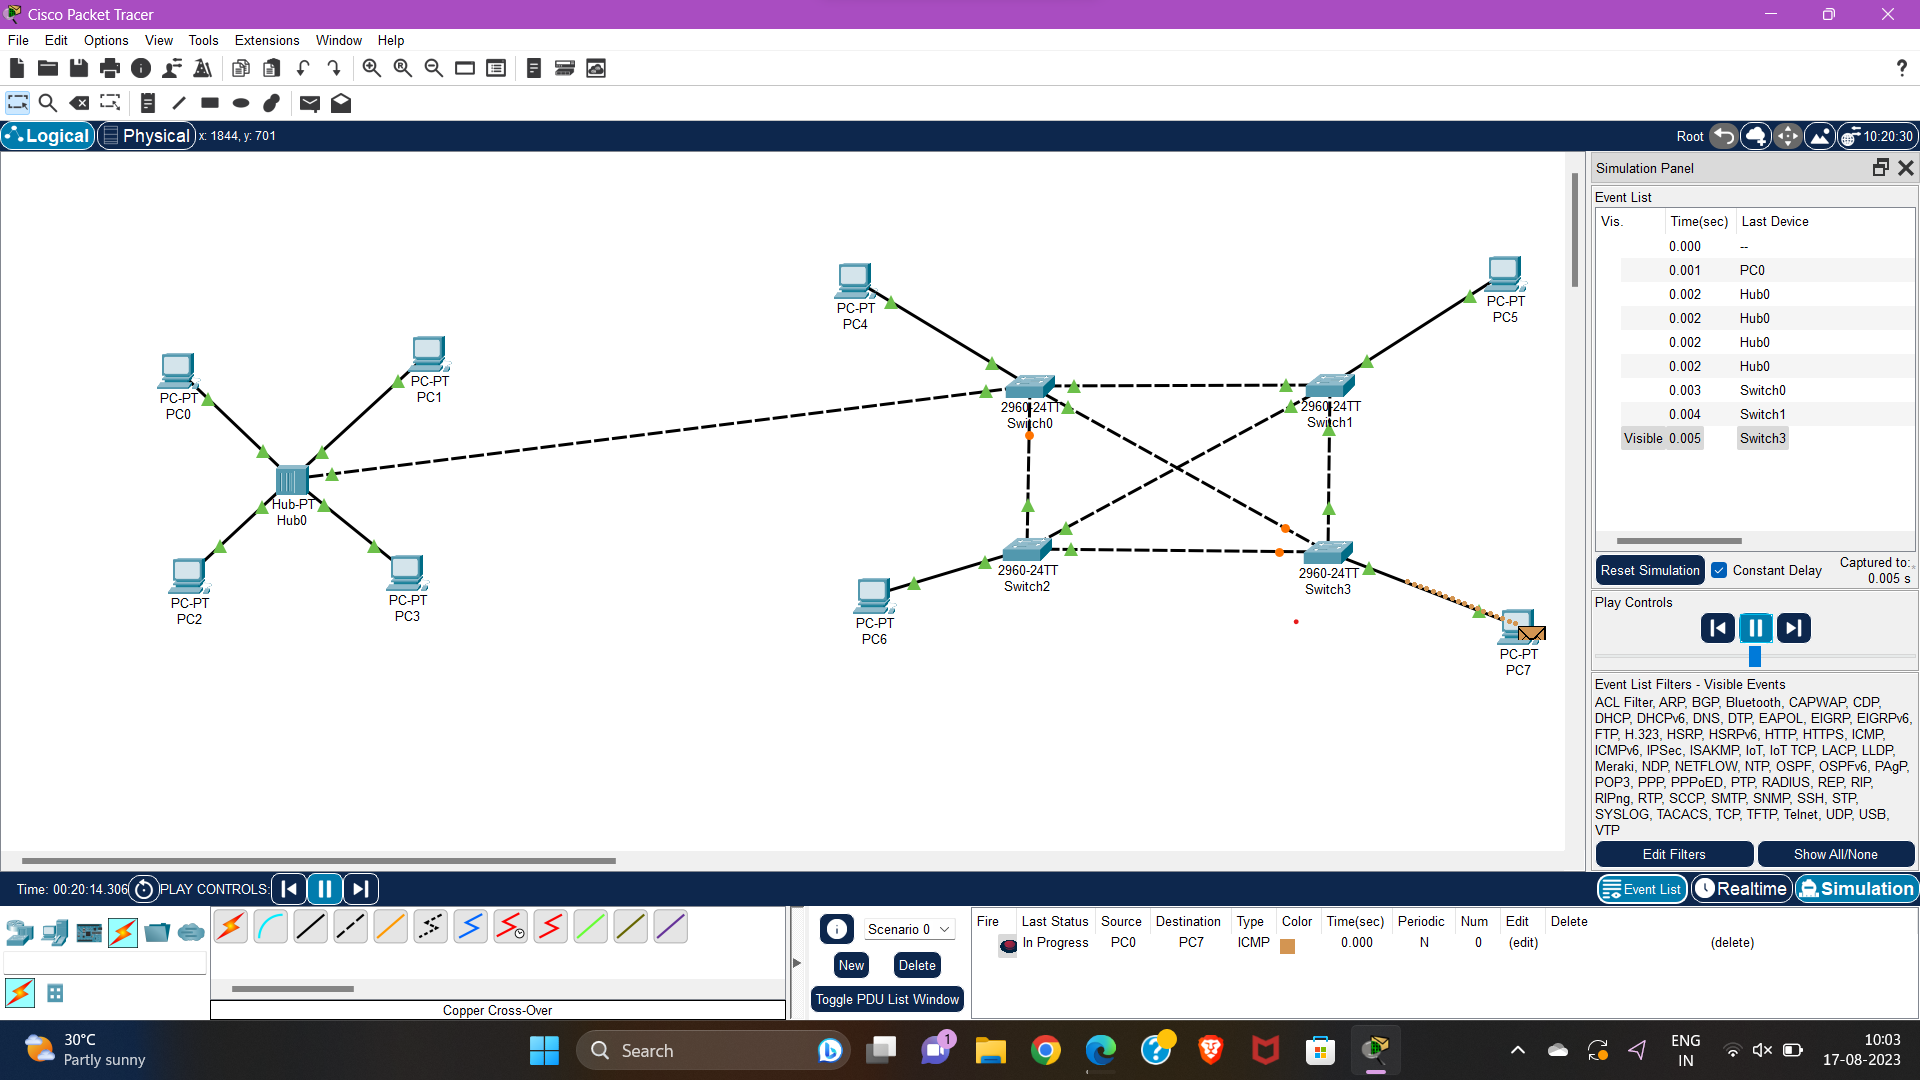 Cisco Packet Tracer
File Edit Options View Tools Extensions Window Help
?
Logical Physical x: 1844, y: 701 Root 10:20:30
Simulation Panel
Event List
Vis. Time(sec) Last Device
0.000 --
0.001 PC0
0.002 Hub0
0.002 Hub0
0.002 Hub0
0.002 Hub0
0.003 Switch0
0.004 Switch1
Visible 0.005 Switch3
Reset Simulation Constant Delay Captured to:
0.005 s
Play Controls
Event List Filters - Visible Events
ACL Filter, ARP, BGP, Bluetooth, CAPWAP, CDP,
DHCP, DHCPv6, DNS, DTP, EAPOL, EIGRP, EIGRPv6,
FTP, H.323, HSRP, HSRPv6, HTTP, HTTPS, ICMP,
ICMPv6, IPSec, ISAKMP, IoT, IoT TCP, LACP, LLDP,
Meraki, NDP, NETFLOW, NTP, OSPF, OSPFv6, PAgP,
POP3, PPP, PPPoED, PTP, RADIUS, REP, RIP,
RIPng, RTP, SCCP, SMTP, SNMP, SSH, STP,
SYSLOG, TACACS, TCP, TFTP, Telnet, UDP, USB,
VTP
Edit Filters Show All/None
PC-PT
PC4
PC-PT
PC5
PC-PT
PC0
PC-PT
PC1
2960-24TT
Switch0
2960-24TT
Switch1
Hub-PT
Hub0
2960-24TT
Switch2
2960-24TT
Switch3
PC-PT
PC2
PC-PT
PC3
PC-PT
PC6
PC-PT
PC7
Time: 00:20:14.306 PLAY CONTROLS:
Event List Realtime Simulation
Copper Cross-Over
Scenario 0
New Delete
Toggle PDU List Window
Fire Last Status Source Destination Type Color Time(sec) Periodic Num Edit Delete
In Progress PC0 PC7 ICMP 0.000 N 0 (edit) (delete)
30°C
Partly sunny
Search
1
ENG
IN
10:03
17-08-2023